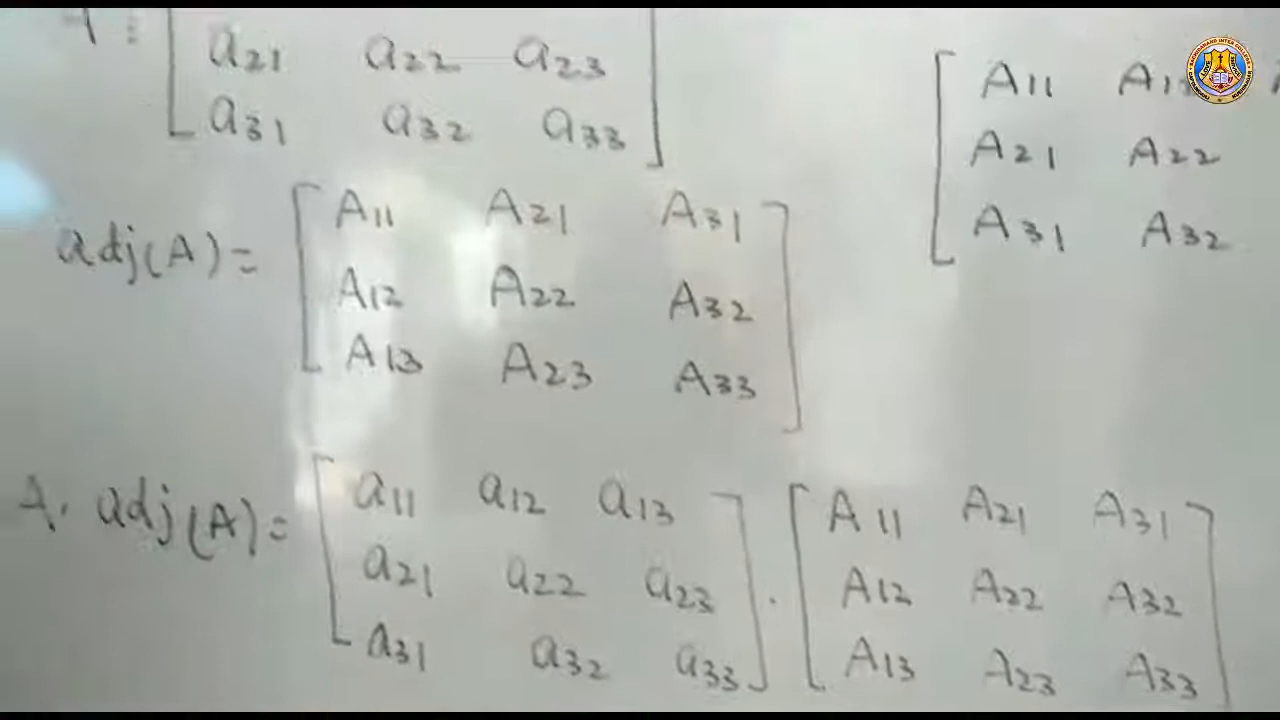 a21 a22 a23
a31 a32 a33
A11
A21 A22
A31 A32
adj(A) = A11 A21 A31
A12 A22 A32
A13 A23 A33
A. adj(A) = a11 a12 a13 . A11 A21 A31
a21 a22 a23 A12 A22 A32
a31 a32 a33 A13 A23 A33